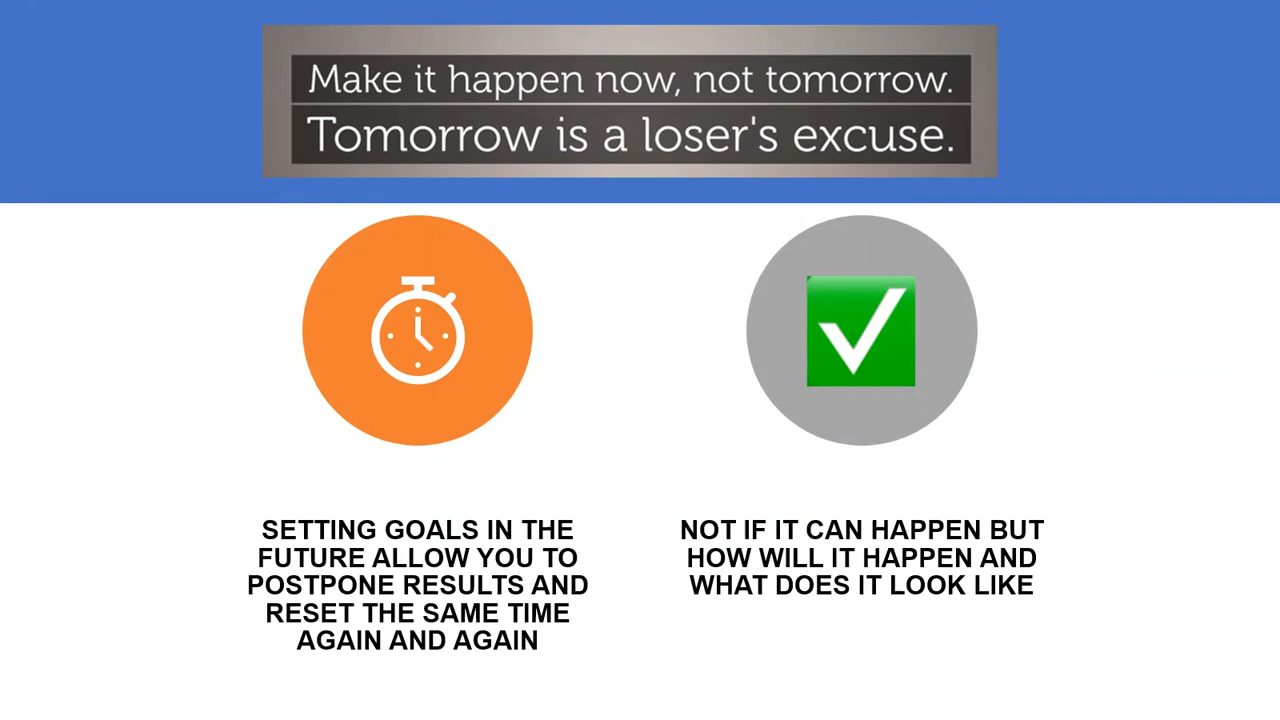 Make it happen now, not tomorrow.
Tomorrow is a loser's excuse.
SETTING GOALS IN THE
FUTURE ALLOW YOU TO
POSTPONE RESULTS AND
RESET THE SAME TIME
AGAIN AND AGAIN
NOT IF IT CAN HAPPEN BUT
HOW WILL IT HAPPEN AND
WHAT DOES IT LOOK LIKE